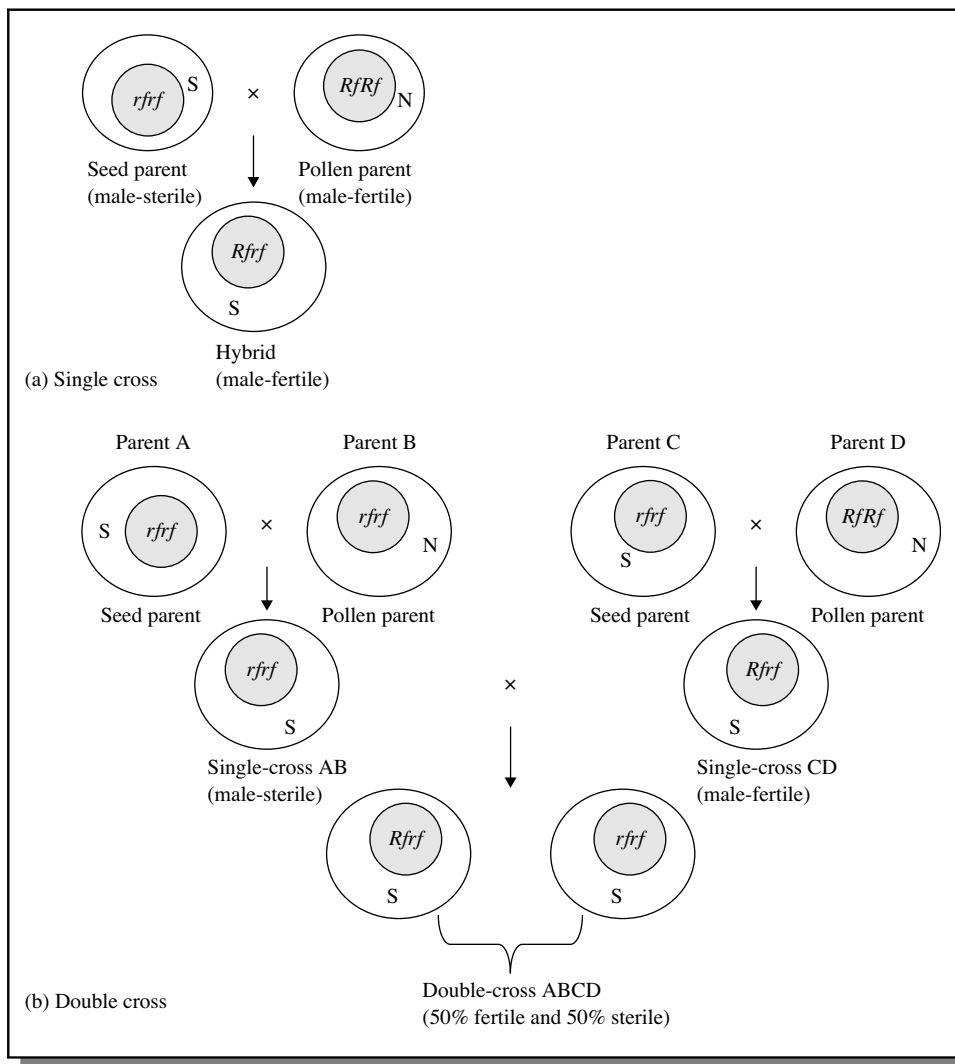 rfrf
S
×
RfRf
N
Seed parent
(male-sterile)
Pollen parent
(male-fertile)
Rfrf
S
Hybrid
(male-fertile)
(a) Single cross
Parent A
Parent B
Parent C
Parent D
S
rfrf
×
rfrf
N
rfrf
S
×
RfRf
N
Seed parent
Pollen parent
Seed parent
Pollen parent
rfrf
S
×
Rfrf
S
Single-cross AB
(male-sterile)
Single-cross CD
(male-fertile)
Rfrf
S
rfrf
S
Double-cross ABCD
(50% fertile and 50% sterile)
(b) Double cross